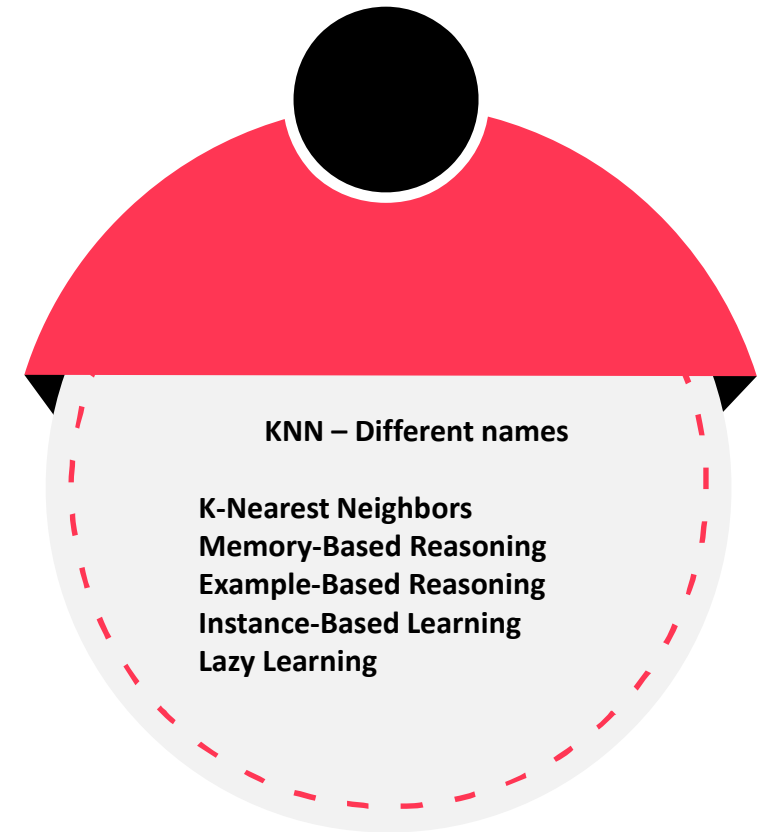 KNN – Different names
K-Nearest Neighbors
Memory-Based Reasoning
Example-Based Reasoning
Instance-Based Learning
Lazy Learning